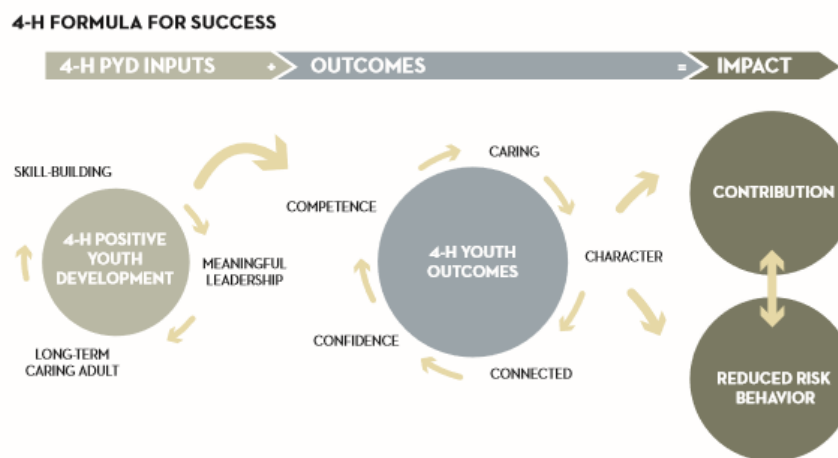 4-H FORMULA FOR SUCCESS
4-H PYD INPUTS + OUTCOMES = IMPACT
SKILL-BUILDING
4-H POSITIVE
YOUTH
DEVELOPMENT
MEANINGFUL
LEADERSHIP
LONG-TERM
CARING ADULT
COMPETENCE
CARING
4-H YOUTH
OUTCOMES
CHARACTER
CONFIDENCE
CONNECTED
CONTRIBUTION
REDUCED RISK
BEHAVIOR